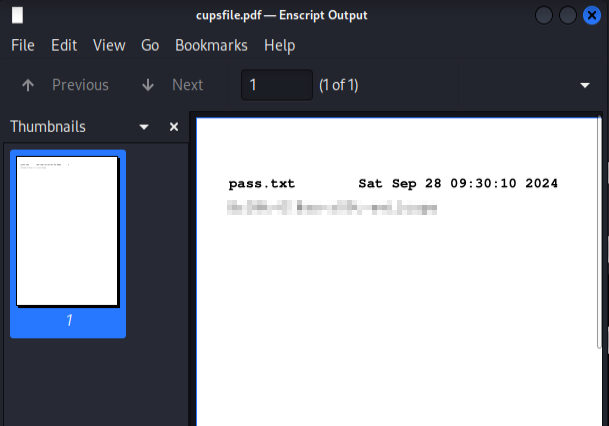 cupsfile.pdf — Enscript Output
File Edit View Go Bookmarks Help
Previous Next 1 (1 of 1)
Thumbnails
pass.txt Sat Sep 28 09:30:10 2024
1